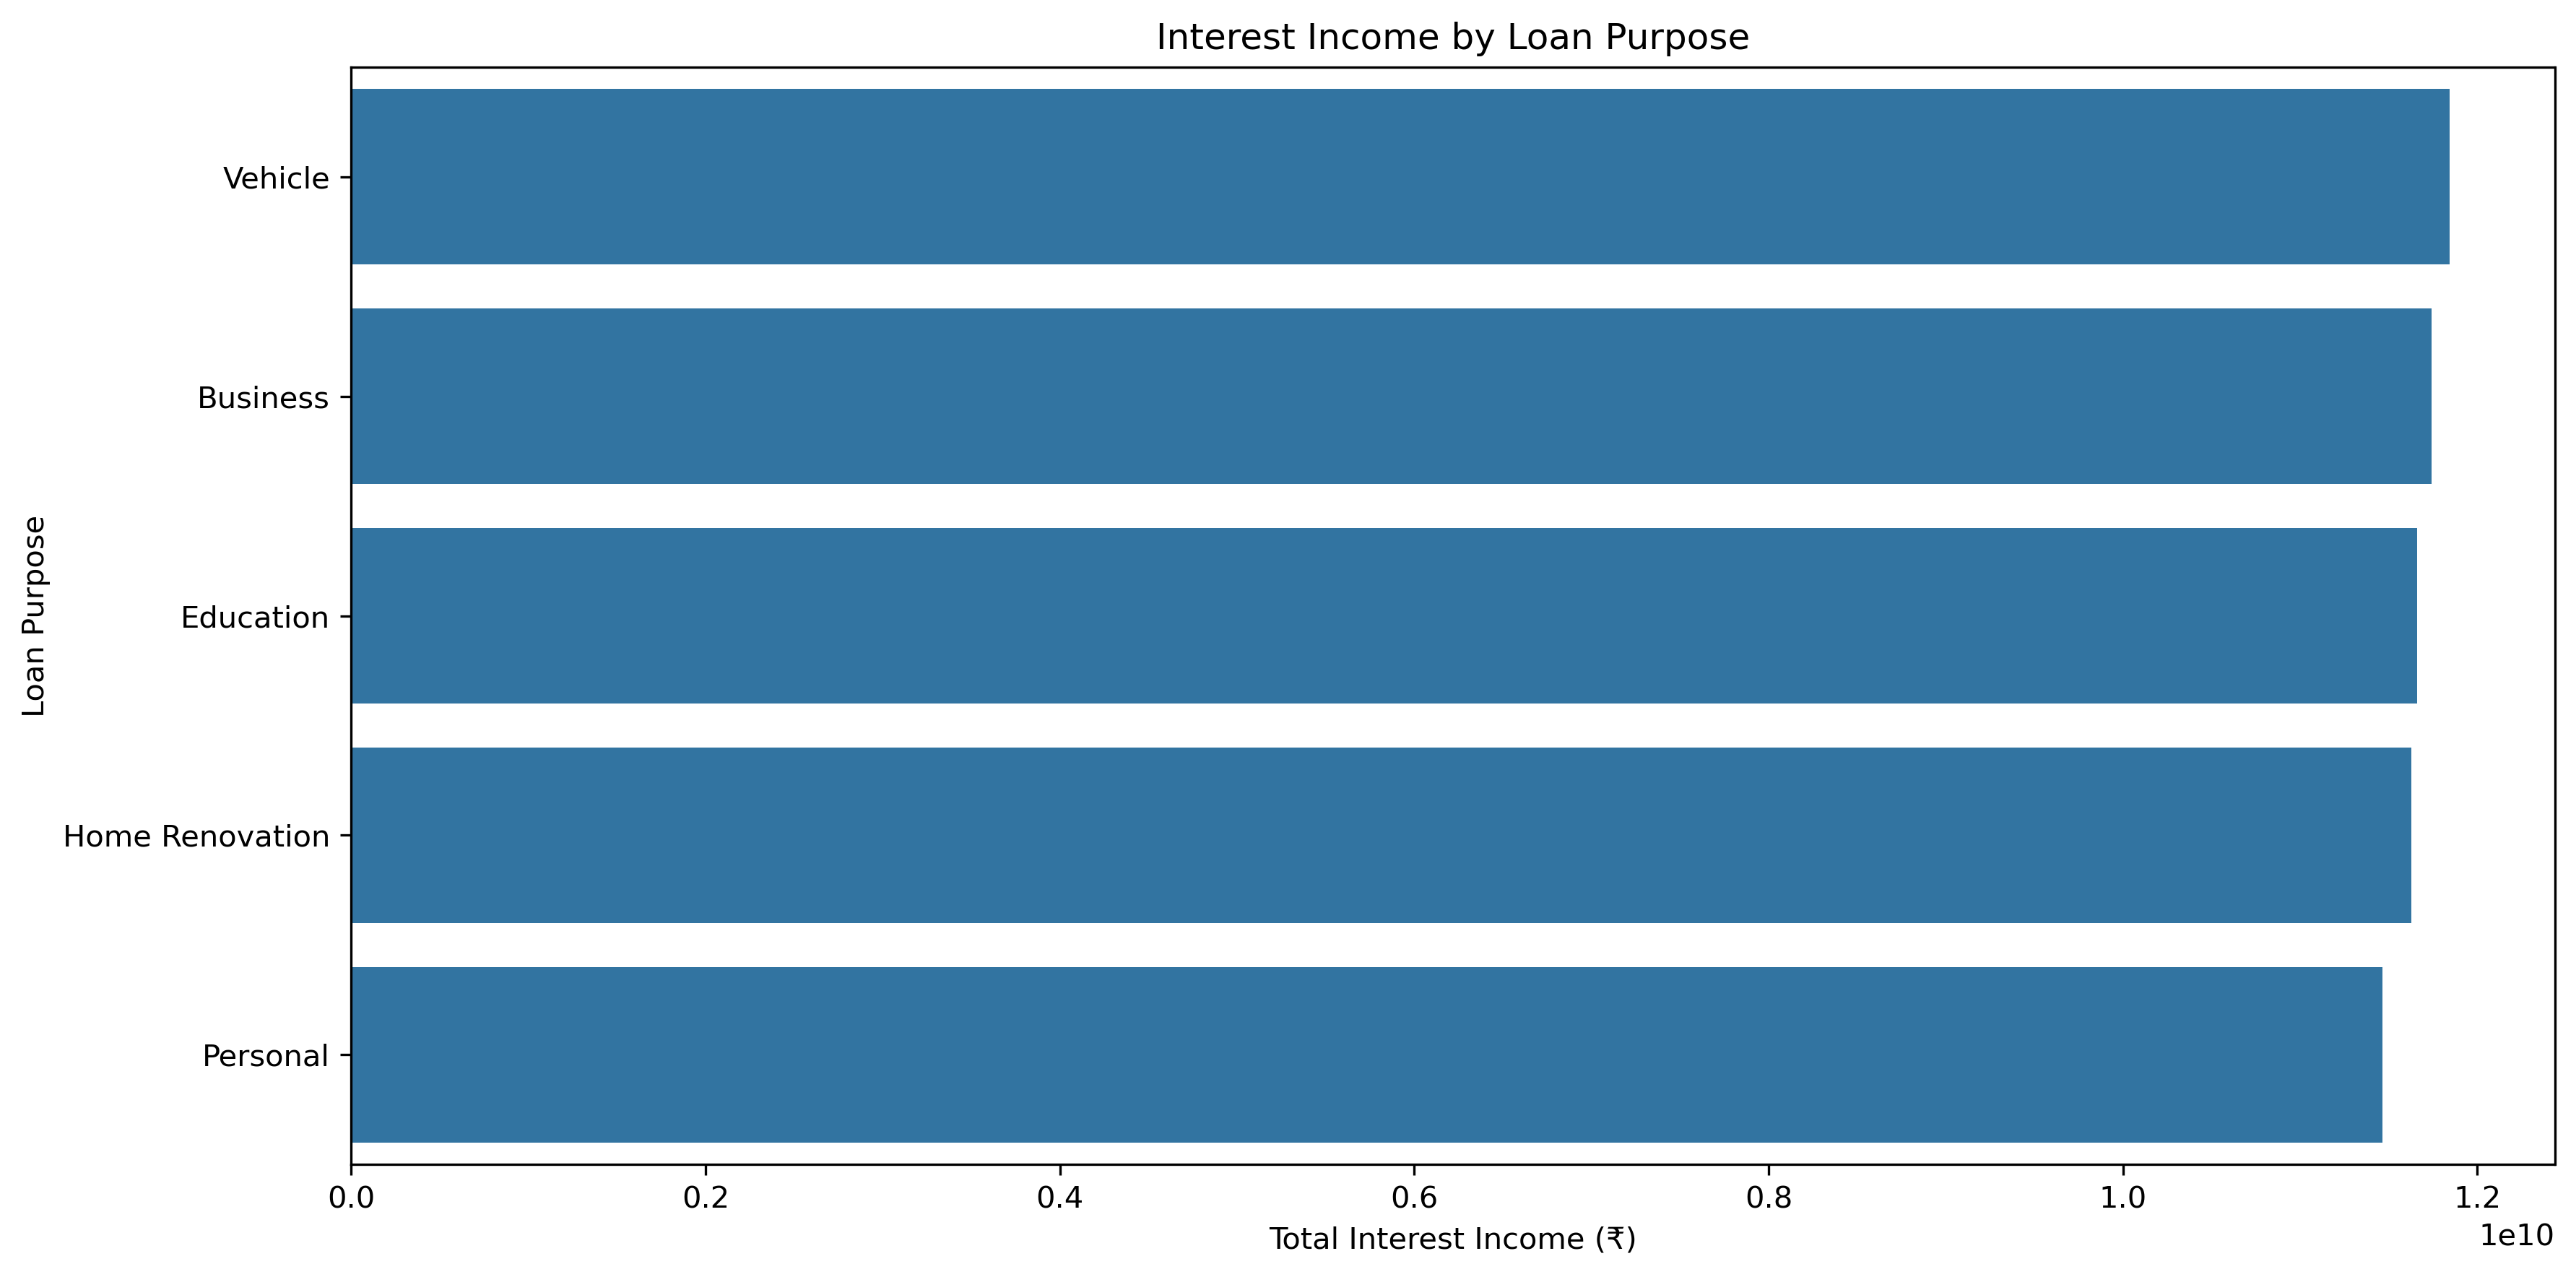 Interest Income by Loan Purpose
Loan Purpose
Vehicle
Business
Education
Home Renovation
Personal
0.0 0.2 0.4 0.6 0.8 1.0 1.2
1e10
Total Interest Income (₹)